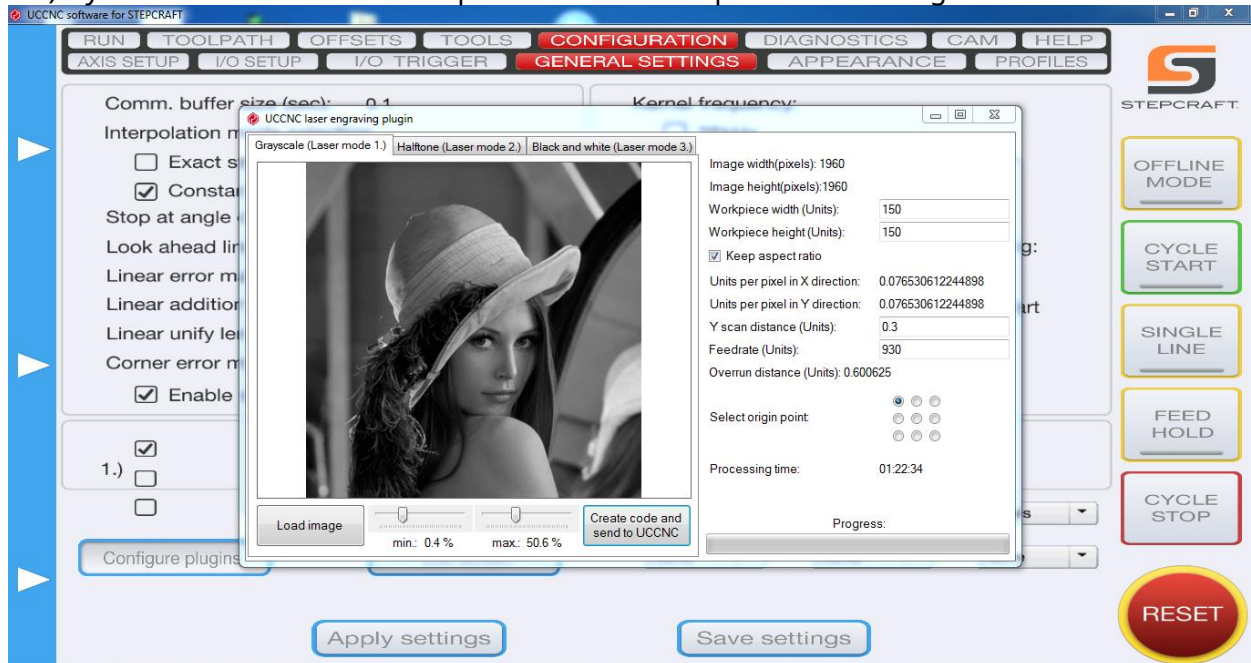 UCCNC software for STEPCRAFT
RUN TOOLPATH OFFSETS TOOLS CONFIGURATION DIAGNOSTICS CAM HELP
AXIS SETUP I/O SETUP I/O TRIGGER GENERAL SETTINGS APPEARANCE PROFILES
STEPCRAFT
Comm. buffer size (sec): 0.1
Kernel frequency:
Interpolation m
Exact s
Constar
Stop at angle
Look ahead lin
g:
Linear error m
Linear addition
art
Linear unify le
Corner error m
Enable
1.)
s
Configure plugins
Apply settings
Save settings
UCCNC laser engraving plugin
Grayscale (Laser mode 1.) Halftone (Laser mode 2.) Black and white (Laser mode 3.)
Image width(pixels): 1960
Image height(pixels):1960
Workpiece width (Units): 150
Workpiece height (Units): 150
Keep aspect ratio
Units per pixel in X direction: 0.076530612244898
Units per pixel in Y direction: 0.076530612244898
Y scan distance (Units): 0.3
Feedrate (Units): 930
Overrun distance (Units): 0.600625
Select origin point:
Processing time: 01:22:34
Progress:
Load image
min.: 0.4 %
max.: 50.6 %
Create code and
send to UCCNC
OFFLINE
MODE
CYCLE
START
SINGLE
LINE
FEED
HOLD
CYCLE
STOP
RESET